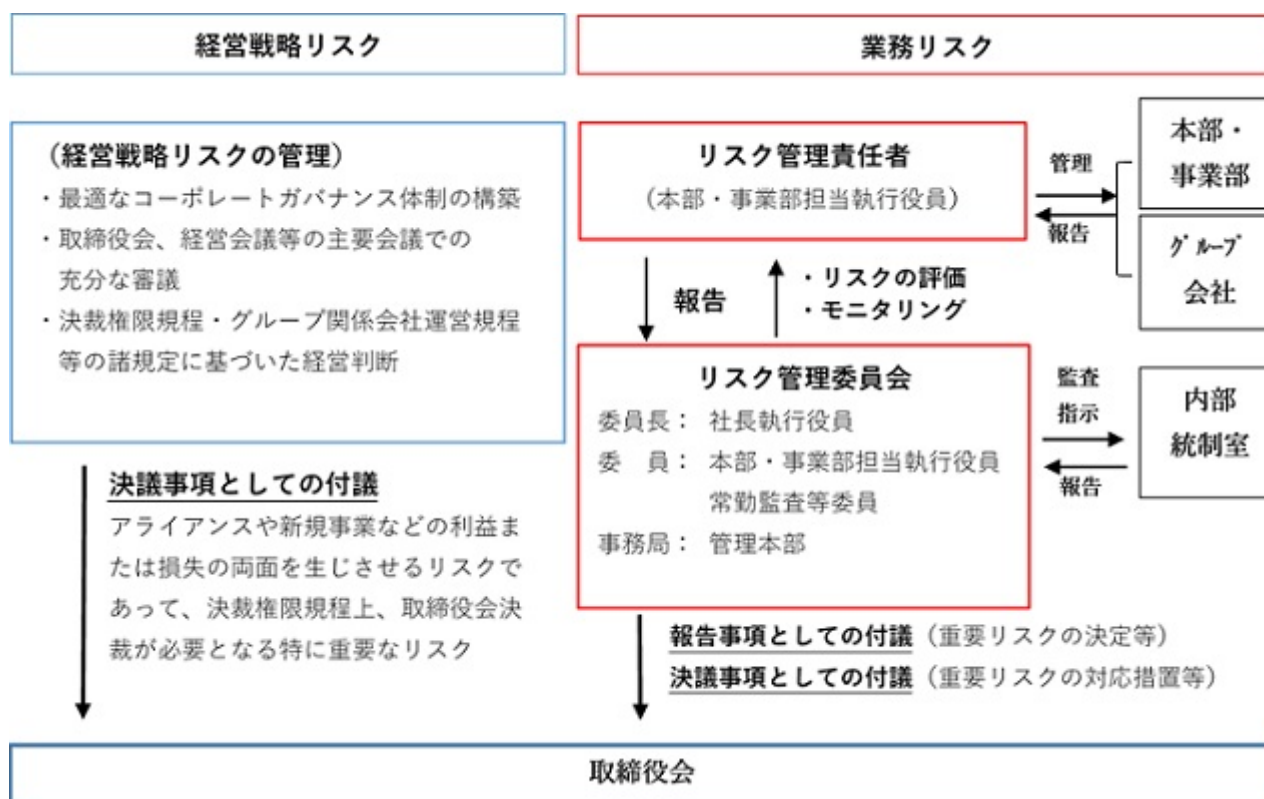 経営戦略リスク
業務リスク
（経営戦略リスクの管理）
・最適なコーポレートガバナンス体制の構築
・取締役会、経営会議等の主要会議での
充分な審議
・決裁権限規程・グループ関係会社運営規程
等の諸規定に基づいた経営判断
決議事項としての付議
アライアンスや新規事業などの利益ま
たは損失の両面を生じさせるリスクで
あって、決裁権限規程上、取締役会決
裁が必要となる特に重要なリスク
リスク管理責任者
（本部・事業部担当執行役員）
管理
報告
本部・
事業部
グループ
会社
報告
・リスクの評価
・モニタリング
リスク管理委員会
委員長： 社長執行役員
委　員： 本部・事業部担当執行役員
常勤監査等委員
事務局： 管理本部
監査
指示
報告
内部
統制室
報告事項としての付議（重要リスクの決定等）
決議事項としての付議（重要リスクの対応措置等）
取締役会